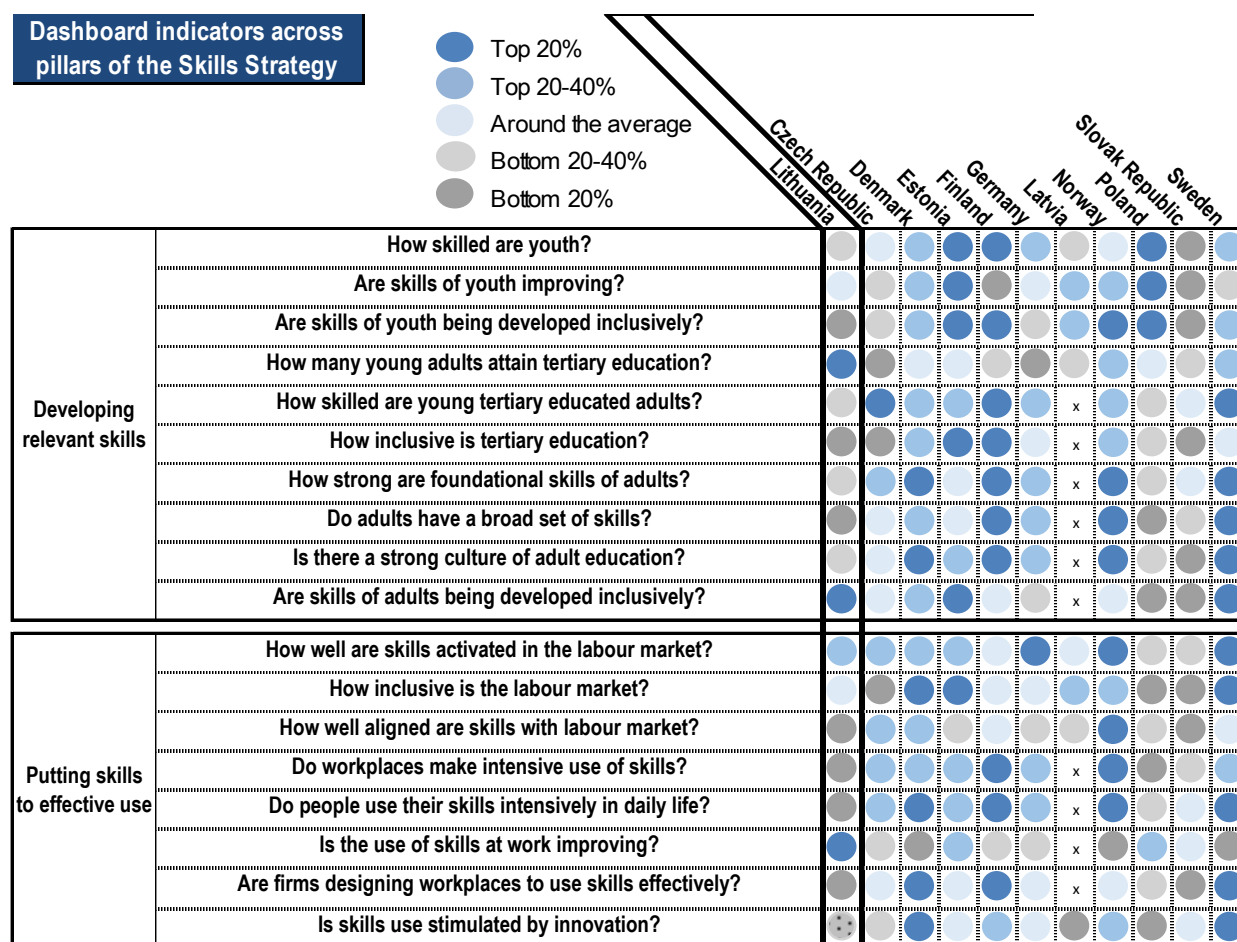 Dashboard indicators across
pillars of the Skills Strategy
Top 20%
Top 20-40%
Around the average
Bottom 20-40%
Bottom 20%
Lithuania
Czech Republic
Denmark
Estonia
Finland
Germany
Latvia
Norway
Poland
Slovak Republic
Sweden
Developing
relevant skills
How skilled are youth?
Are skills of youth improving?
Are skills of youth being developed inclusively?
How many young adults attain tertiary education?
How skilled are young tertiary educated adults? x
How inclusive is tertiary education? x
How strong are foundational skills of adults? x
Do adults have a broad set of skills? x
Is there a strong culture of adult education? x
Are skills of adults being developed inclusively? x
Putting skills
to effective use
How well are skills activated in the labour market?
How inclusive is the labour market?
How well aligned are skills with labour market?
Do workplaces make intensive use of skills? x
Do people use their skills intensively in daily life? x
Is the use of skills at work improving? x
Are firms designing workplaces to use skills effectively? x
Is skills use stimulated by innovation?